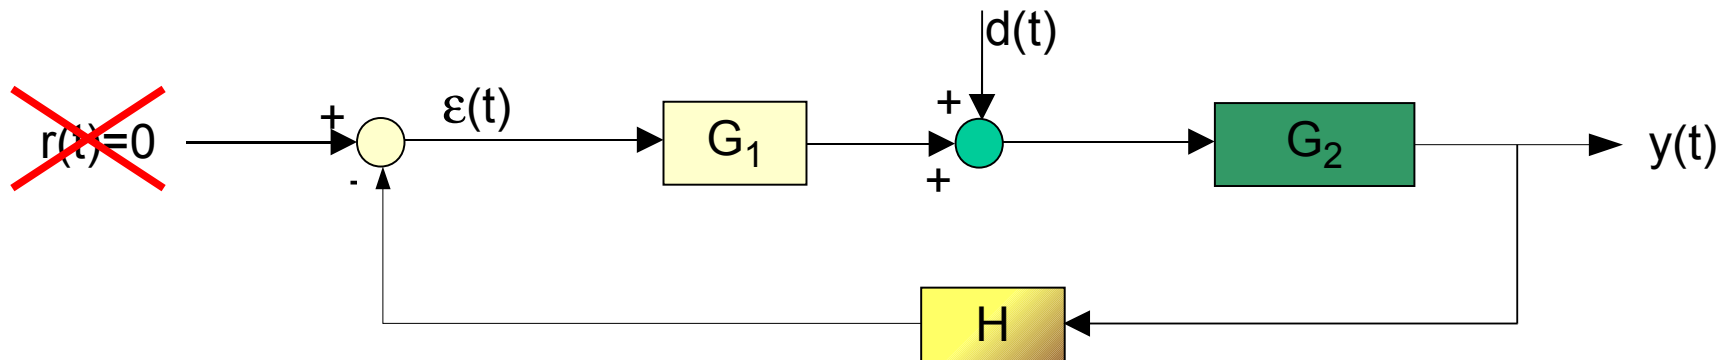 d(t)
r(t)=0
+
ε(t)
G1
+
G2
y(t)
-
+
H